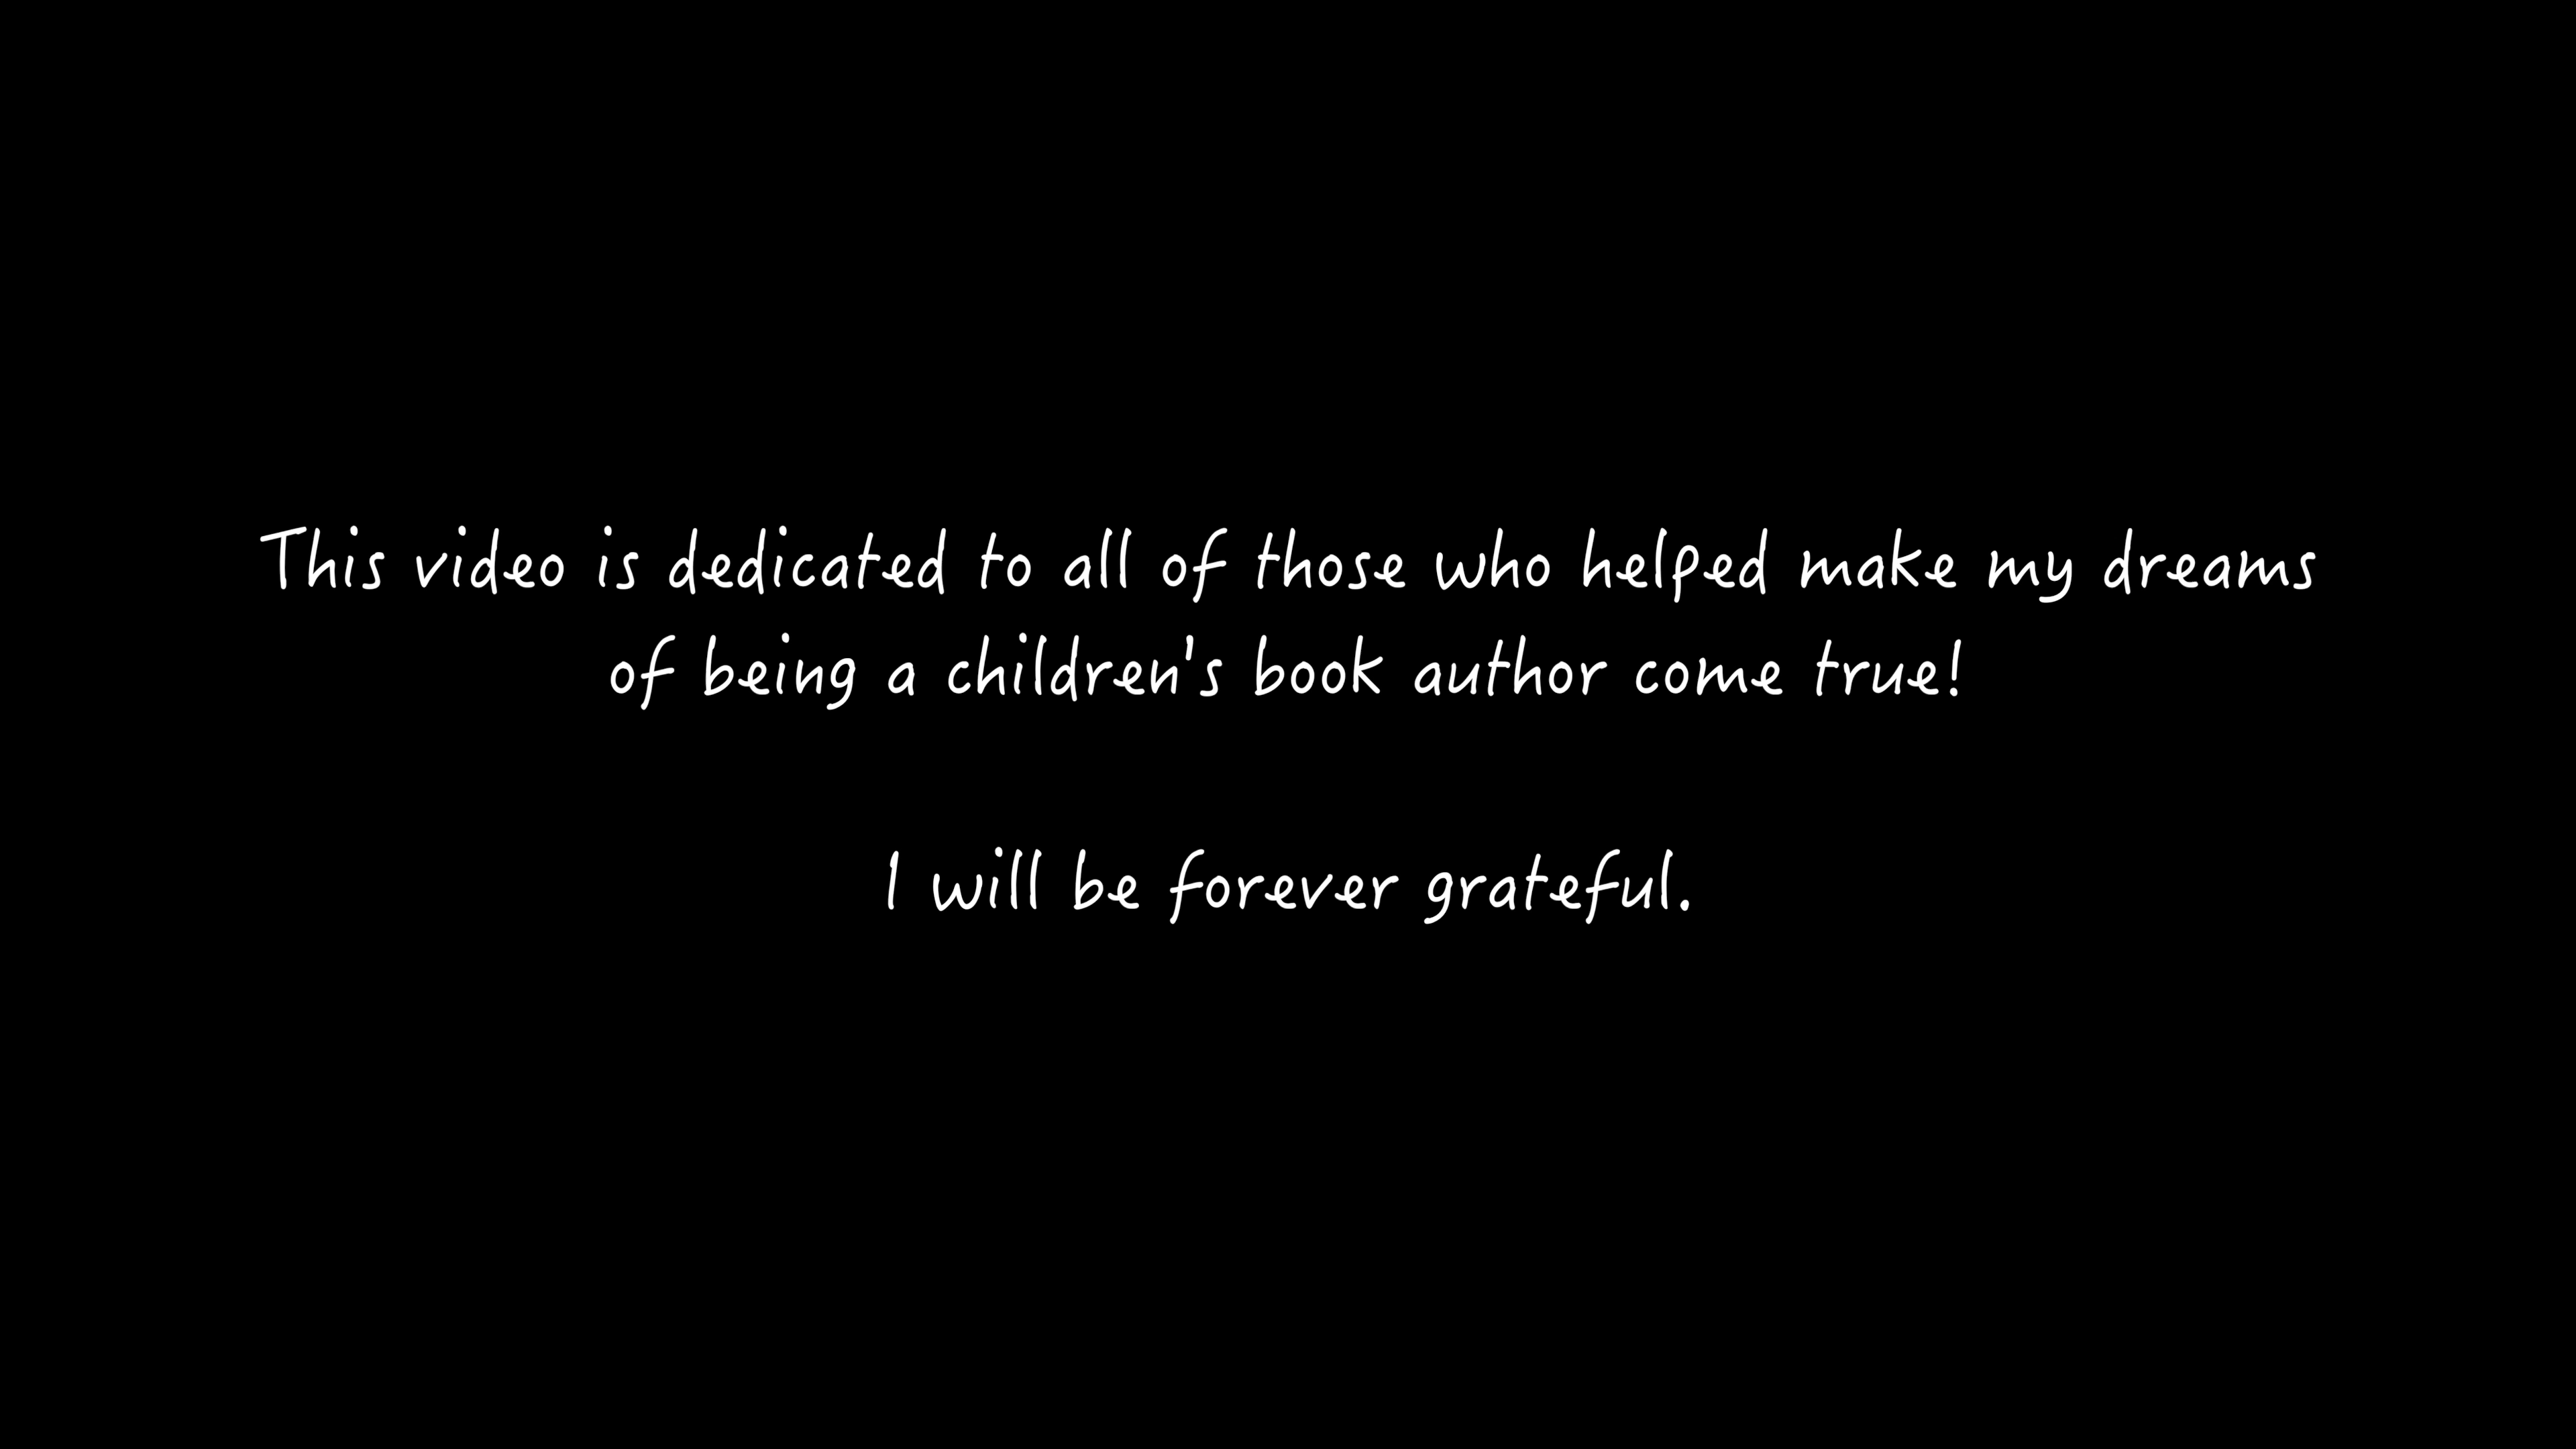 This video is dedicated to all of those who helped make my dreams
of being a children's book author come true!
I will be forever grateful.